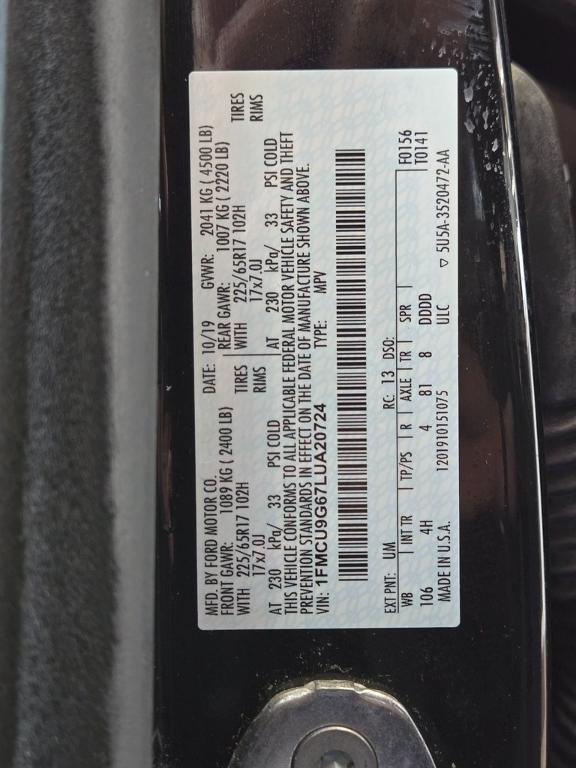 MFD. BY FORD MOTOR CO.
DATE: 10/19 GVWR: 2041 KG ( 4500 LB)
FRONT GAWR: 1089 KG ( 2400 LB) REAR GAWR: 1007 KG ( 2220 LB)
WITH 225/65R17 102H TIRES WITH 225/65R17 102H TIRES
17x7.0J RIMS 17x7.0J RIMS
AT 230 kPa/ 33 PSI COLD AT 230 kPa/ 33 PSI COLD
THIS VEHICLE CONFORMS TO ALL APPLICABLE FEDERAL MOTOR VEHICLE SAFETY AND THEFT
PREVENTION STANDARDS IN EFFECT ON THE DATE OF MANUFACTURE SHOWN ABOVE.
VIN: 1FMCU9G67LUA20724 TYPE: MPV
EXT PNT: UM RC: 13 DSO: F0156
T0141
WB INT TR TP/PS R AXLE TR SPR
106 4H 4 81 8 DDDD
MADE IN U.S.A. 1201910151075 ULC ▽ 5U5A-3520472-AA